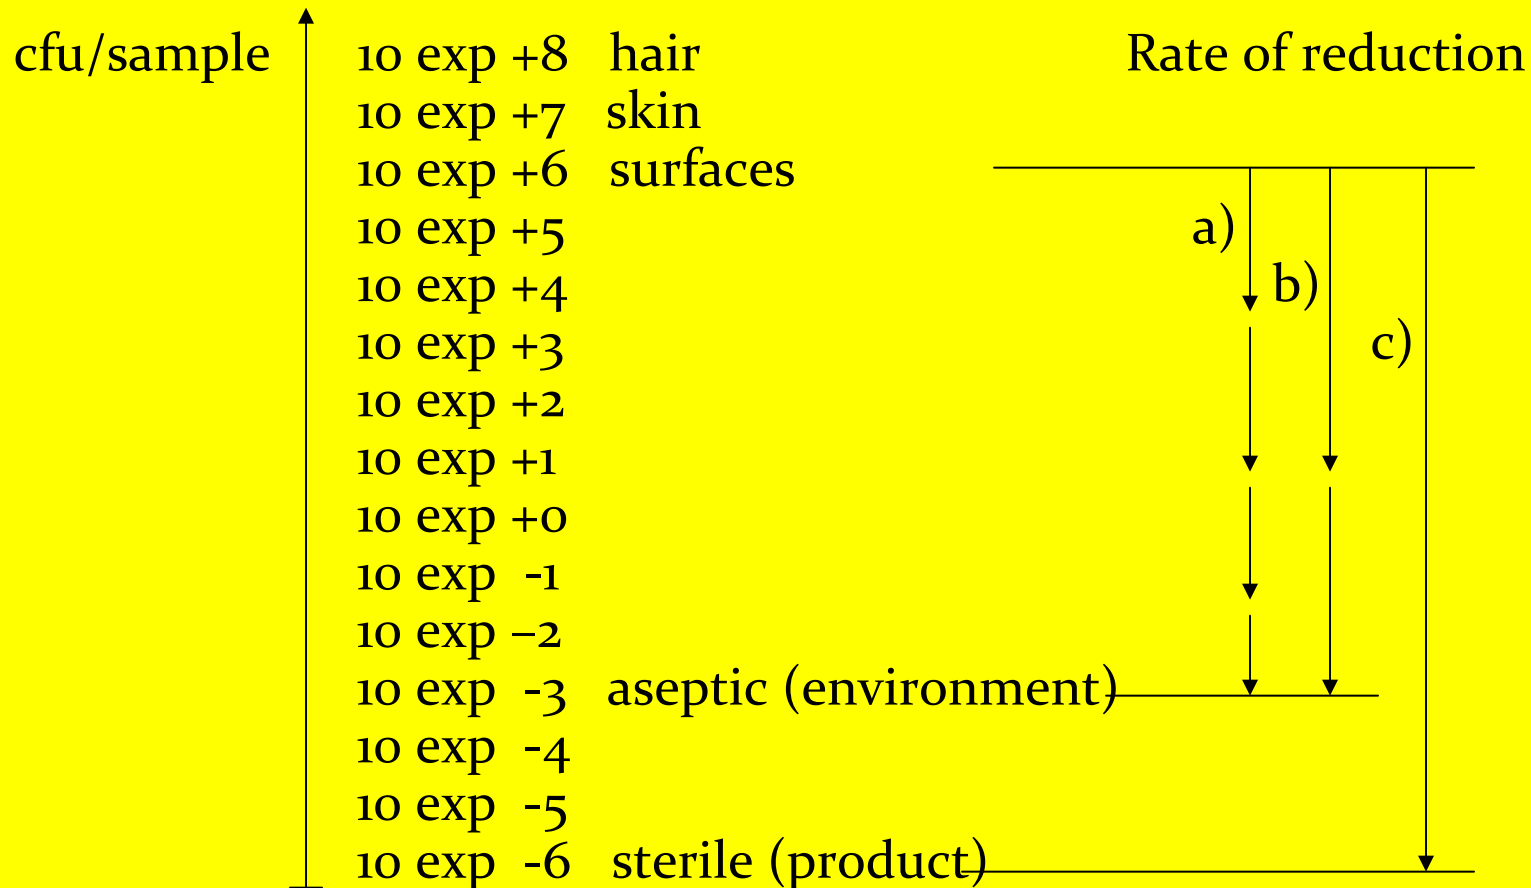 cfu/sample 10 exp +8 hair Rate of reduction
10 exp +7 skin
10 exp +6 surfaces
10 exp +5 a)
10 exp +4 b)
10 exp +3 c)
10 exp +2
10 exp +1
10 exp +0
10 exp -1
10 exp –2
10 exp -3 aseptic (environment)
10 exp -4
10 exp -5
10 exp -6 sterile (product)